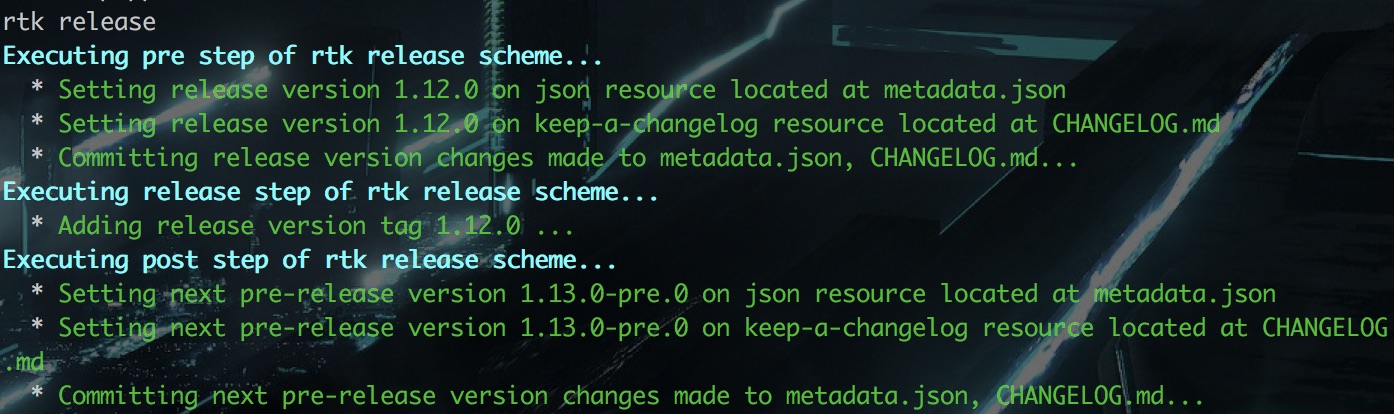 rtk release
Executing pre step of rtk release scheme...
* Setting release version 1.12.0 on json resource located at metadata.json
* Setting release version 1.12.0 on keep-a-changelog resource located at CHANGELOG.md
* Committing release version changes made to metadata.json, CHANGELOG.md...
Executing release step of rtk release scheme...
* Adding release version tag 1.12.0 ...
Executing post step of rtk release scheme...
* Setting next pre-release version 1.13.0-pre.0 on json resource located at metadata.json
* Setting next pre-release version 1.13.0-pre.0 on keep-a-changelog resource located at CHANGELOG
.md
* Committing next pre-release version changes made to metadata.json, CHANGELOG.md...